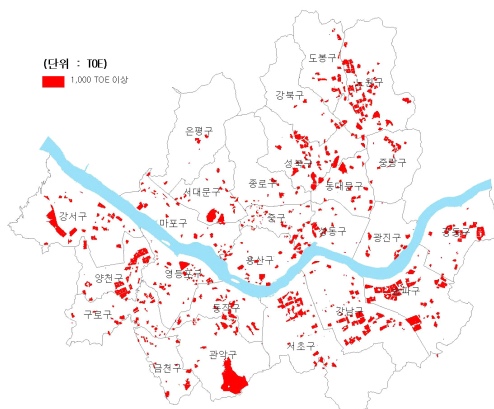 (단위 : TOE)
1,000 TOE 이상
도봉구
노원구
강북구
은평구
성북구
중랑구
종로구
동대문구
서대문구
강서구
마포구
중구
성동구
광진구
강동구
용산구
영등포구
양천구
송파구
동작구
강남구
구로구
서초구
관악구
금천구